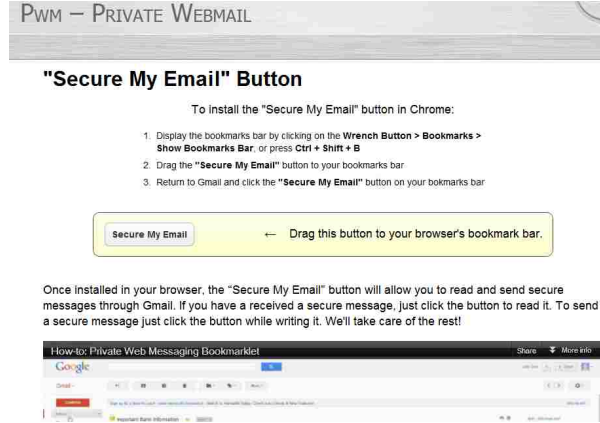 PWM – PRIVATE WEBMAIL
"Secure My Email" Button
To install the "Secure My Email" button in Chrome:
1. Display the bookmarks bar by clicking on the Wrench Button > Bookmarks >
Show Bookmarks Bar, or press Ctrl + Shift + B
2. Drag the "Secure My Email" button to your bookmarks bar
3. Return to Gmail and click the "Secure My Email" button on your bokmarks bar
Secure My Email ← Drag this button to your browser's bookmark bar.
Once installed in your browser, the “Secure My Email” button will allow you to read and send secure
messages through Gmail. If you have a received a secure message, just click the button to read it. To send
a secure message just click the button while writing it. We'll take care of the rest!
How-to: Private Web Messaging Bookmarklet Share More info
Google
Gmail
Important Bank Information